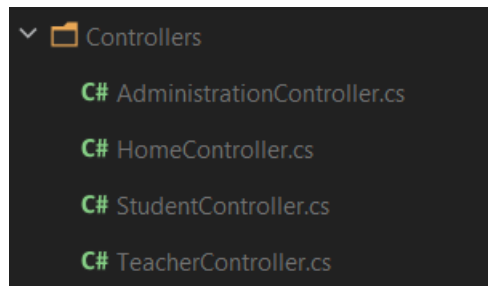 Controllers
C# AdministrationController.cs
C# HomeController.cs
C# StudentController.cs
C# TeacherController.cs